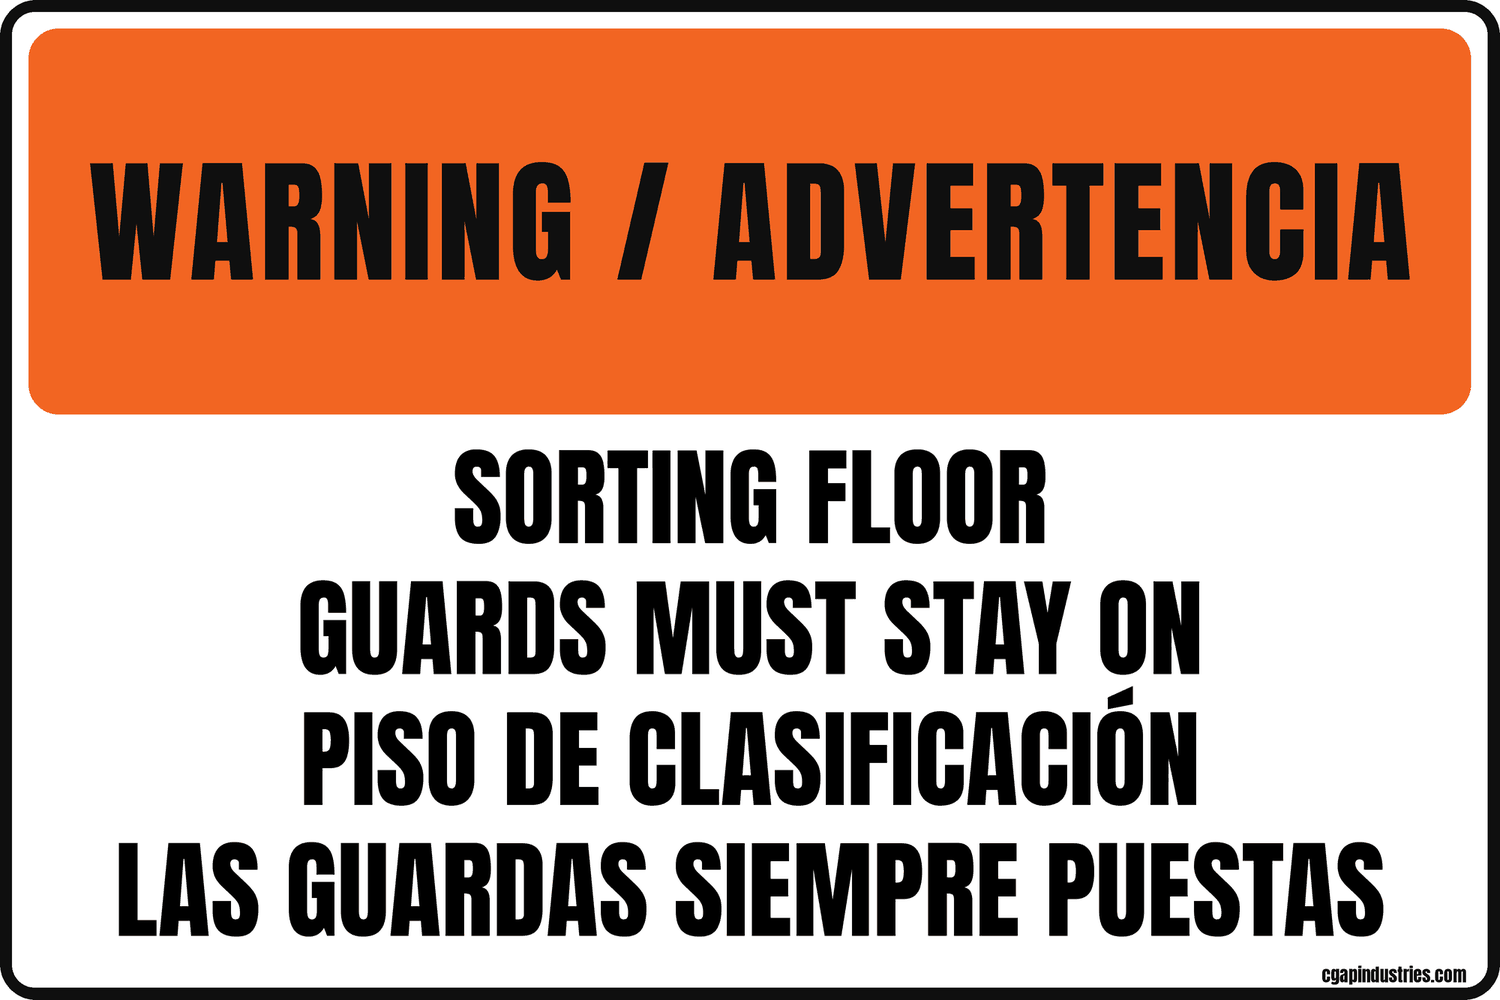 WARNING / ADVERTENCIA
SORTING FLOOR
GUARDS MUST STAY ON
PISO DE CLASIFICACIÓN
LAS GUARDAS SIEMPRE PUESTAS
cgapindustries.com